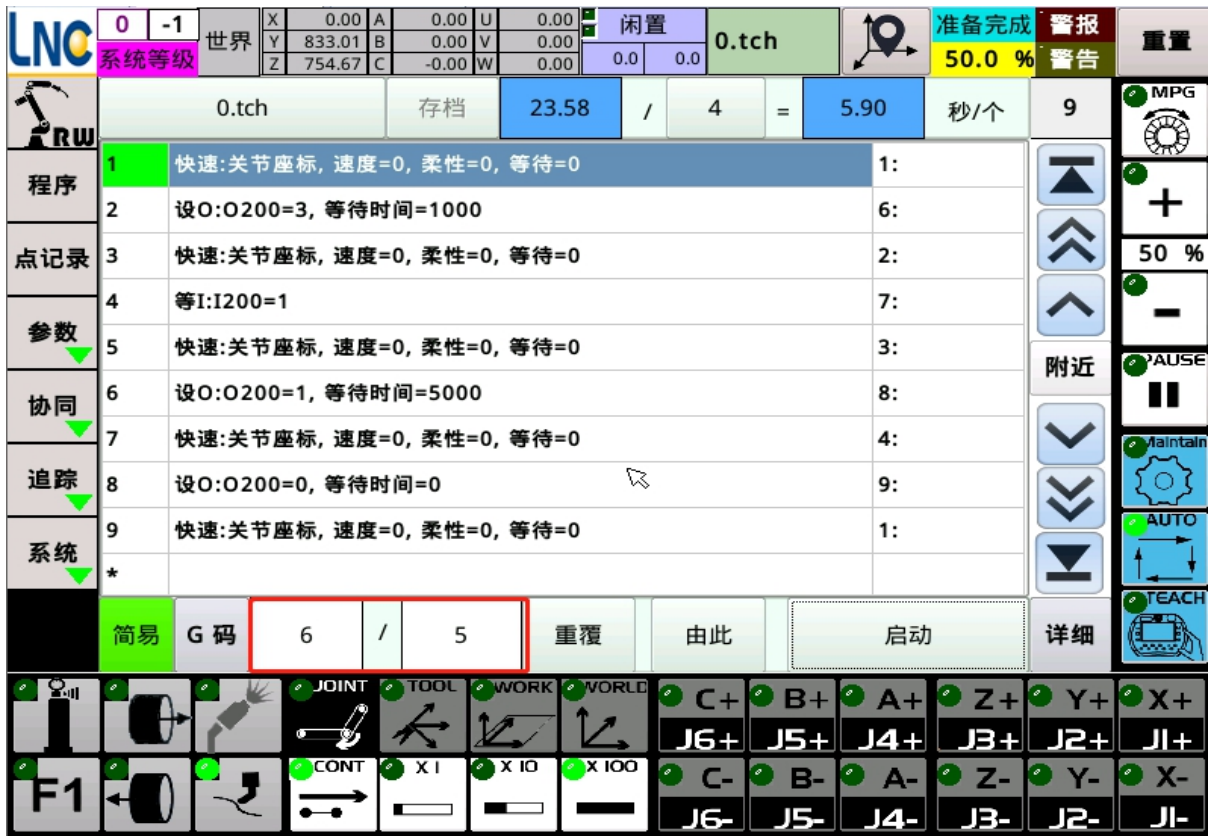 LNC
0 -1
系统等级
世界
X 0.00 A 0.00 U 0.00
Y 833.01 B 0.00 V 0.00
Z 754.67 C -0.00 W 0.00
闲置
0.0 0.0
0.tch
准备完成
50.0 %
警报
警告
重置
RW
0.tch 存档 23.58 / 4 = 5.90 秒/个 9
MPG
程序
点记录
参数
协同
追踪
系统
1 快速:关节座标, 速度=0, 柔性=0, 等待=0 1:
2 设O:O200=3, 等待时间=1000 6:
3 快速:关节座标, 速度=0, 柔性=0, 等待=0 2:
4 等I:I200=1 7:
5 快速:关节座标, 速度=0, 柔性=0, 等待=0 3:
6 设O:O200=1, 等待时间=5000 8:
7 快速:关节座标, 速度=0, 柔性=0, 等待=0 4:
8 设O:O200=0, 等待时间=0 9:
9 快速:关节座标, 速度=0, 柔性=0, 等待=0 1:
*
附近
+
50 %
-
PAUSE
Maintain
AUTO
TEACH
简易 G 码 6 / 5 重覆 由此 启动 详细
JOINT TOOL WORK WORLD C+ B+ A+ Z+ Y+ X+
J6+ J5+ J4+ J3+ J2+ J1+
F1 CONT X 1 X 10 X 100 C- B- A- Z- Y- X-
J6- J5- J4- J3- J2- J1-